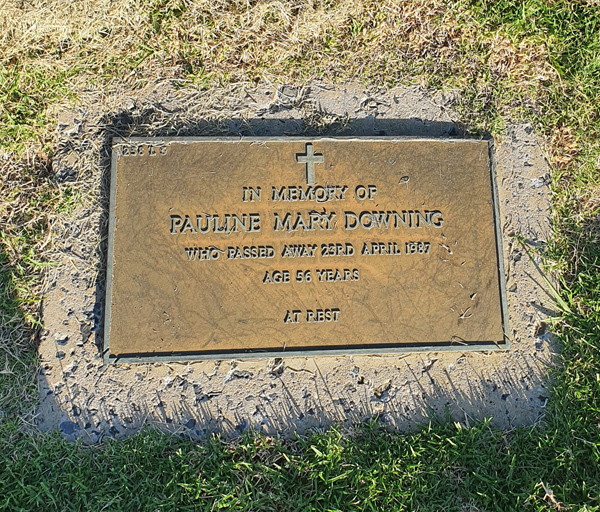 IN MEMORY OF
PAULINE MARY DOWNING
WHO PASSED AWAY 23RD APRIL 1987
AGE 56 YEARS
AT REST